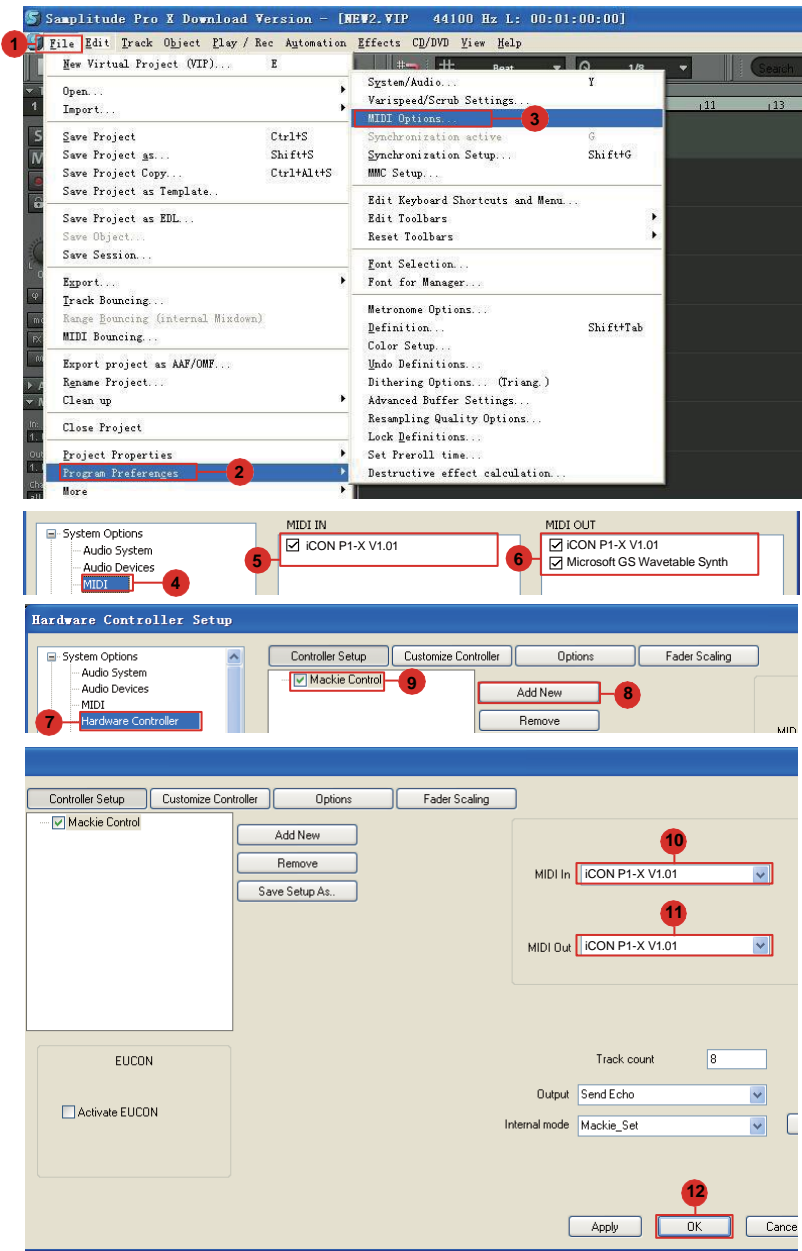 Samplitude Pro X Download Version - [NEW2.VIP 44100 Hz L: 00:01:00:00]
1 File Edit Track Object Play / Rec Automation Effects CD/DVD View Help
New Virtual Project (VIP)... E
Beat 1/8 Search
Open...
Import...
Save Project Ctrl+S
Save Project as... Shift+S
Save Project Copy... Ctrl+Alt+S
Save Project as Template..
Save Project as EDL...
Save Object...
Save Session...
Export...
Track Bouncing...
Range Bouncing (internal Mixdown)
MIDI Bouncing...
Export project as AAF/OMF...
Rename Project...
Clean up
Close Project
Project Properties
Program Preferences 2
More
System/Audio... Y
Varispeed/Scrub Settings...
MIDI Options... 3
Synchronization active G
Synchronization Setup... Shift+G
MMC Setup...
Edit Keyboard Shortcuts and Menu...
Edit Toolbars
Reset Toolbars
Font Selection...
Font for Manager...
Metronome Options...
Definition... Shift+Tab
Color Setup...
Undo Definitions...
Dithering Options... (Triang.)
Advanced Buffer Settings...
Resampling Quality Options...
Lock Definitions...
Set Preroll time...
Destructive effect calculation...
11 13
System Options
Audio System
Audio Devices
MIDI 4
MIDI IN
5 iCON P1-X V1.01
MIDI OUT
6 iCON P1-X V1.01
Microsoft GS Wavetable Synth
Hardware Controller Setup
System Options
Audio System
Audio Devices
MIDI
7 Hardware Controller
Controller Setup Customize Controller Options Fader Scaling
Mackie Control 9
Add New 8
Remove
MID
Controller Setup Customize Controller Options Fader Scaling
Mackie Control
Add New
Remove
Save Setup As..
10
MIDI In iCON P1-X V1.01
11
MIDI Out iCON P1-X V1.01
EUCON
Activate EUCON
Track count 8
Output Send Echo
Internal mode Mackie_Set
12
Apply OK Cance